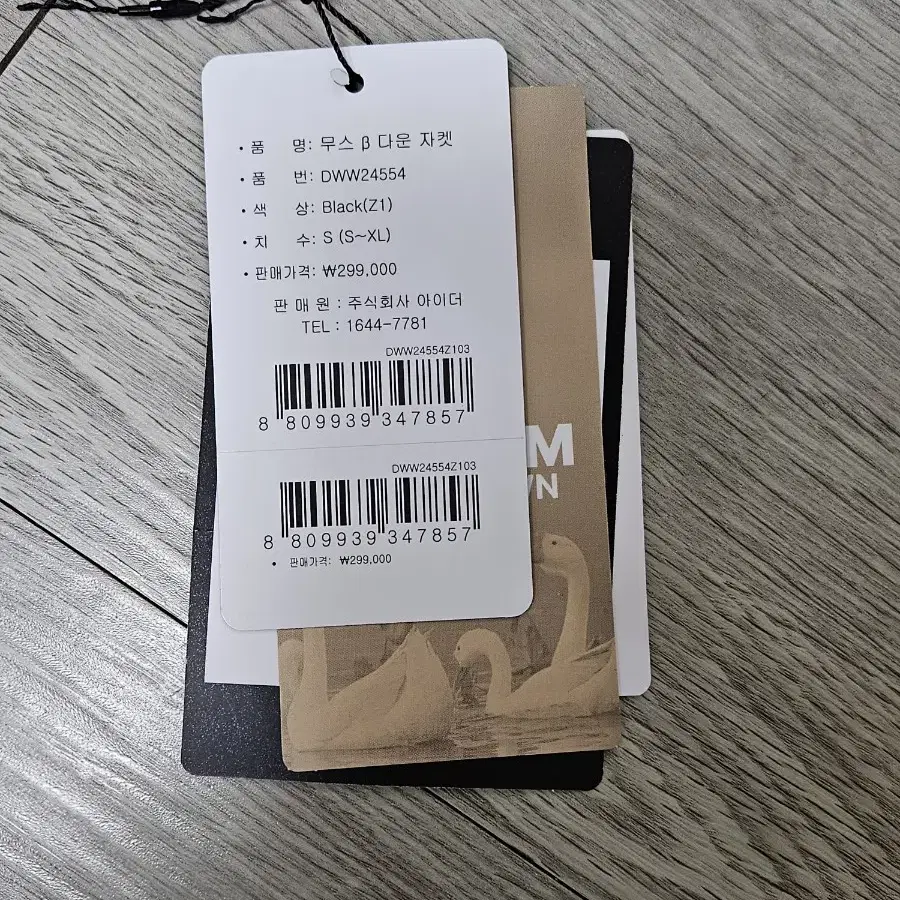 • 품 명: 무스 β 다운 자켓
• 품 번: DWW24554
• 색 상: Black(Z1)
• 치 수: S (S~XL)
• 판매가격: ₩299,000
판 매 원 : 주식회사 아이더
TEL : 1644-7781
DWW24554Z103
8 809939 347857
DWW24554Z103
8 809939 347857
• 판매가격: ₩299,000